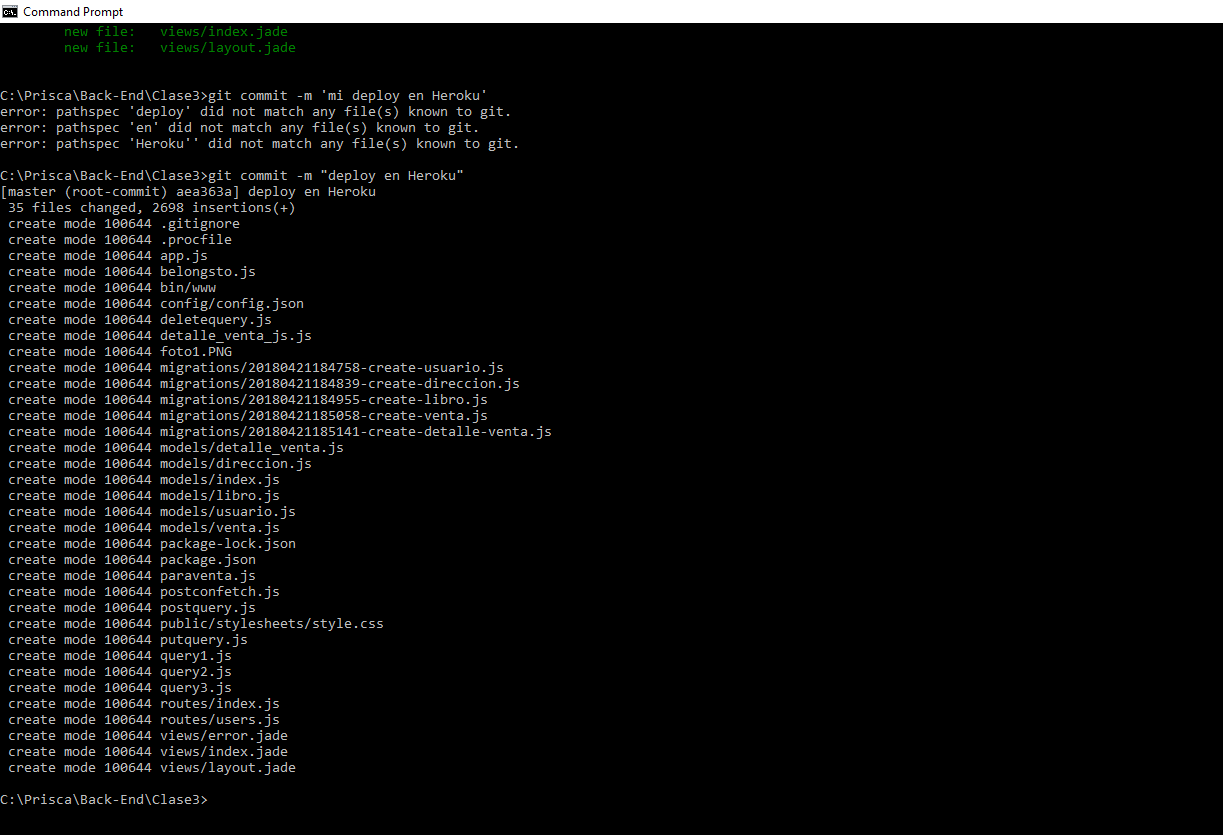 Command Prompt
new file:   views/index.jade
new file:   views/layout.jade
C:\Prisca\Back-End\Clase3>git commit -m 'mi deploy en Heroku'
error: pathspec 'deploy' did not match any file(s) known to git.
error: pathspec 'en' did not match any file(s) known to git.
error: pathspec 'Heroku'' did not match any file(s) known to git.
C:\Prisca\Back-End\Clase3>git commit -m "deploy en Heroku"
[master (root-commit) aea363a] deploy en Heroku
35 files changed, 2698 insertions(+)
create mode 100644 .gitignore
create mode 100644 .procfile
create mode 100644 app.js
create mode 100644 belongsto.js
create mode 100644 bin/www
create mode 100644 config/config.json
create mode 100644 deletequery.js
create mode 100644 detalle_venta_js.js
create mode 100644 foto1.PNG
create mode 100644 migrations/20180421184758-create-usuario.js
create mode 100644 migrations/20180421184839-create-direccion.js
create mode 100644 migrations/20180421184955-create-libro.js
create mode 100644 migrations/20180421185058-create-venta.js
create mode 100644 migrations/20180421185141-create-detalle-venta.js
create mode 100644 models/detalle_venta.js
create mode 100644 models/direccion.js
create mode 100644 models/index.js
create mode 100644 models/libro.js
create mode 100644 models/usuario.js
create mode 100644 models/venta.js
create mode 100644 package-lock.json
create mode 100644 package.json
create mode 100644 paraventa.js
create mode 100644 postconfetch.js
create mode 100644 postquery.js
create mode 100644 public/stylesheets/style.css
create mode 100644 putquery.js
create mode 100644 query1.js
create mode 100644 query2.js
create mode 100644 query3.js
create mode 100644 routes/index.js
create mode 100644 routes/users.js
create mode 100644 views/error.jade
create mode 100644 views/index.jade
create mode 100644 views/layout.jade
C:\Prisca\Back-End\Clase3>